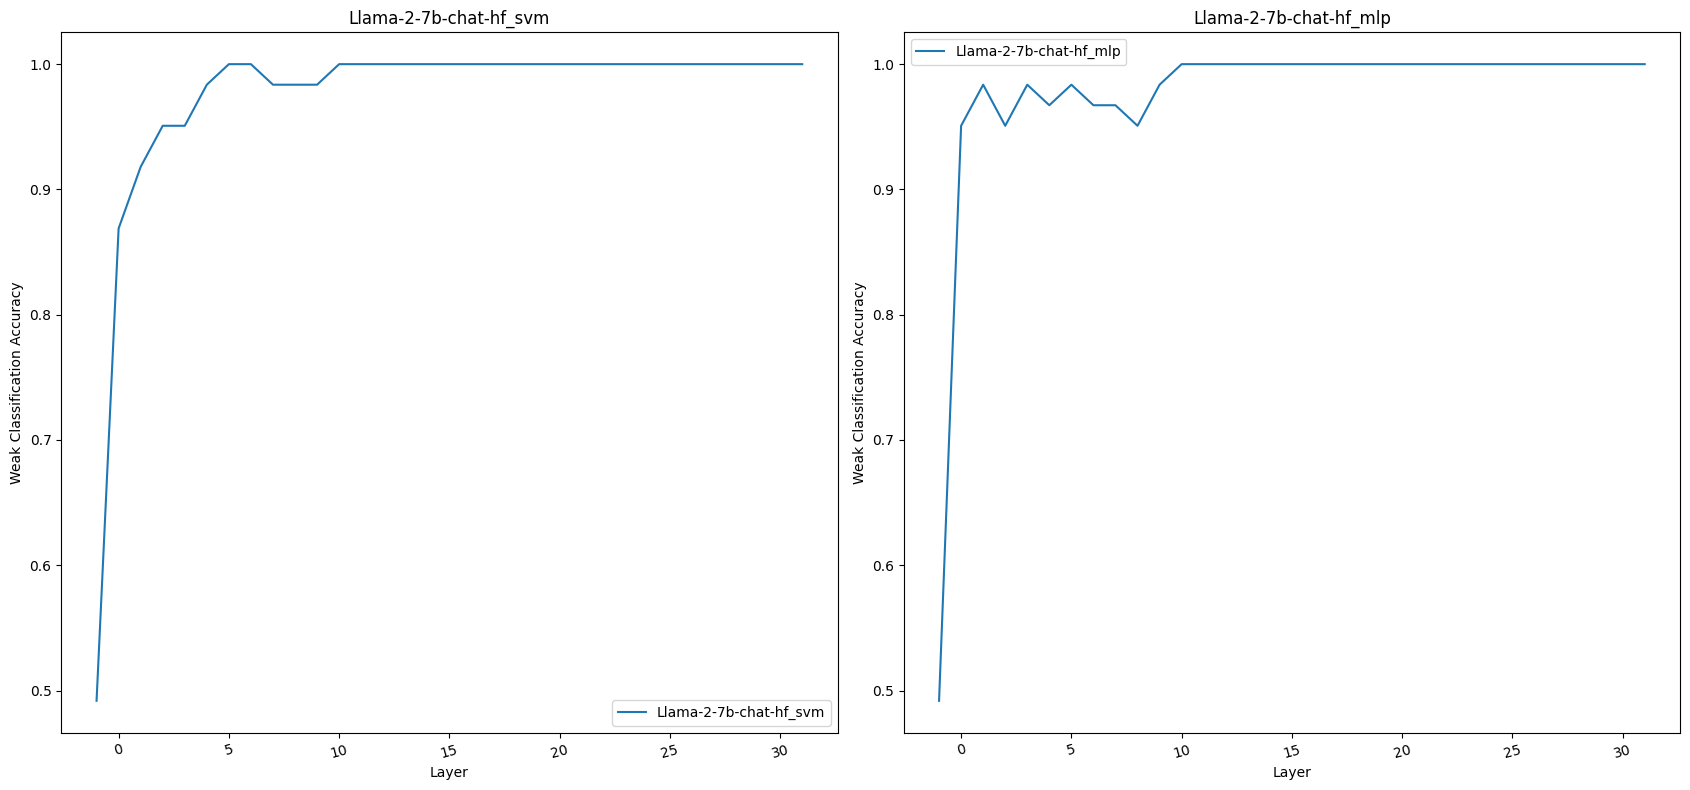 Llama-2-7b-chat-hf_svm
Weak Classification Accuracy
1.0
0.9
0.8
0.7
0.6
0.5
Llama-2-7b-chat-hf_svm
0 5 10 15 20 25 30
Layer
Llama-2-7b-chat-hf_mlp
Llama-2-7b-chat-hf_mlp
Weak Classification Accuracy
1.0
0.9
0.8
0.7
0.6
0.5
0 5 10 15 20 25 30
Layer